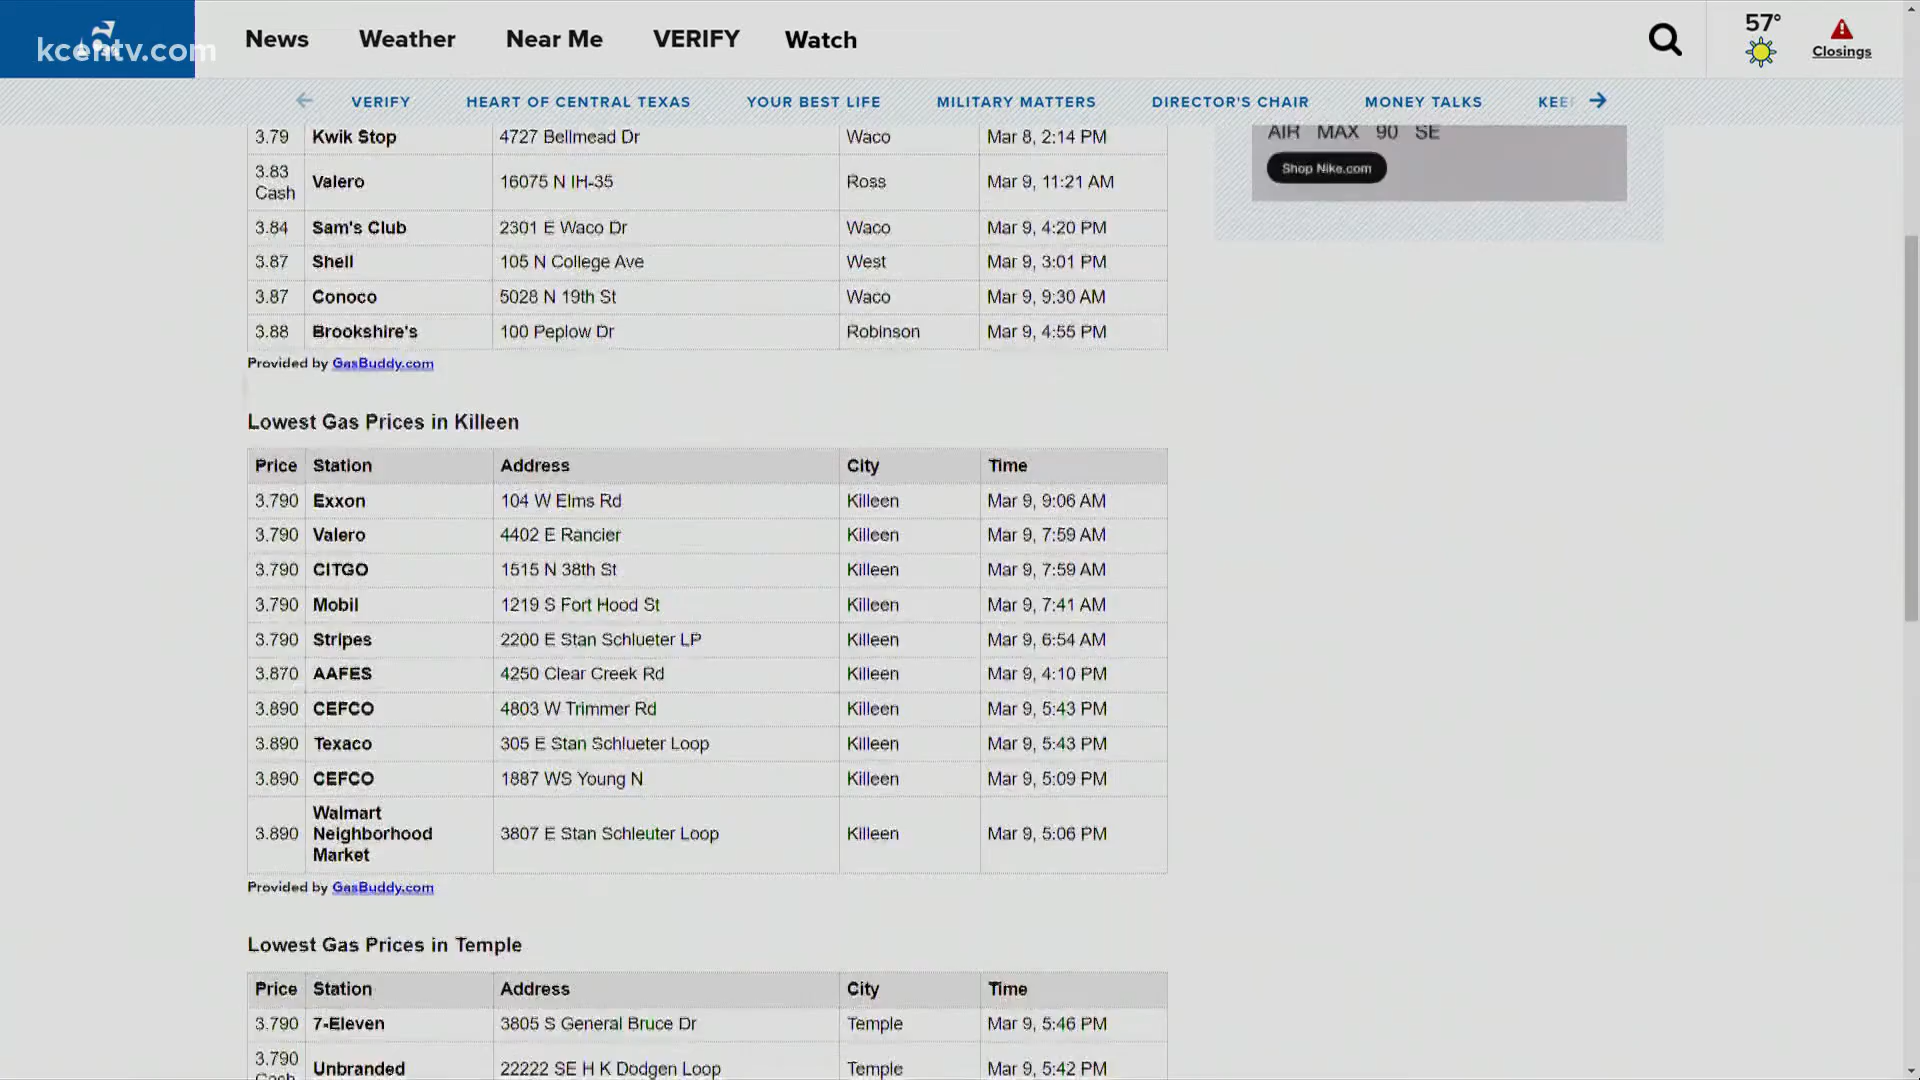 kcentv.com
News Weather Near Me VERIFY Watch
57°
Closings
VERIFY HEART OF CENTRAL TEXAS YOUR BEST LIFE MILITARY MATTERS DIRECTOR'S CHAIR MONEY TALKS KEE
3.79 Kwik Stop 4727 Bellmead Dr Waco Mar 8, 2:14 PM
3.83 Cash Valero 16075 N IH-35 Ross Mar 9, 11:21 AM
3.84 Sam's Club 2301 E Waco Dr Waco Mar 9, 4:20 PM
3.87 Shell 105 N College Ave West Mar 9, 3:01 PM
3.87 Conoco 5028 N 19th St Waco Mar 9, 9:30 AM
3.88 Brookshire's 100 Peplow Dr Robinson Mar 9, 4:55 PM
Provided by GasBuddy.com
AIR MAX 90 SE
Shop Nike.com
Lowest Gas Prices in Killeen
Price Station Address City Time
3.790 Exxon 104 W Elms Rd Killeen Mar 9, 9:06 AM
3.790 Valero 4402 E Rancier Killeen Mar 9, 7:59 AM
3.790 CITGO 1515 N 38th St Killeen Mar 9, 7:59 AM
3.790 Mobil 1219 S Fort Hood St Killeen Mar 9, 7:41 AM
3.790 Stripes 2200 E Stan Schlueter LP Killeen Mar 9, 6:54 AM
3.870 AAFES 4250 Clear Creek Rd Killeen Mar 9, 4:10 PM
3.890 CEFCO 4803 W Trimmer Rd Killeen Mar 9, 5:43 PM
3.890 Texaco 305 E Stan Schlueter Loop Killeen Mar 9, 5:43 PM
3.890 CEFCO 1887 WS Young N Killeen Mar 9, 5:09 PM
3.890 Walmart Neighborhood Market 3807 E Stan Schleuter Loop Killeen Mar 9, 5:06 PM
Provided by GasBuddy.com
Lowest Gas Prices in Temple
Price Station Address City Time
3.790 7-Eleven 3805 S General Bruce Dr Temple Mar 9, 5:46 PM
3.790 Cash Unbranded 22222 SE H K Dodgen Loop Temple Mar 9, 5:42 PM